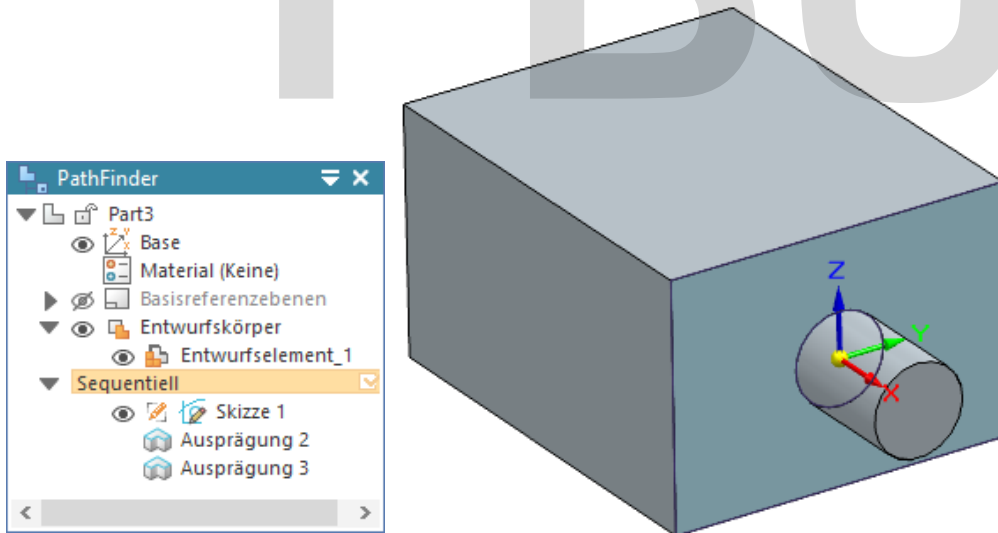 PathFinder
Part3
Base
Material (Keine)
Basisreferenzebenen
Entwurfskörper
Entwurfselement_1
Sequentiell
Skizze 1
Ausprägung 2
Ausprägung 3
Z
Y
X